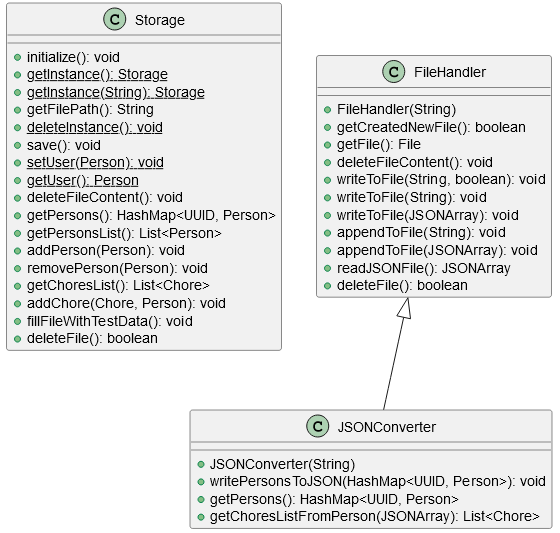 C Storage
initialize(): void
getInstance(): Storage
getInstance(String): Storage
getFilePath(): String
deleteInstance(): void
save(): void
setUser(Person): void
getUser(): Person
deleteFileContent(): void
getPersons(): HashMap<UUID, Person>
getPersonsList(): List<Person>
addPerson(Person): void
removePerson(Person): void
getChoresList(): List<Chore>
addChore(Chore, Person): void
fillFileWithTestData(): void
deleteFile(): boolean
C FileHandler
FileHandler(String)
getCreatedNewFile(): boolean
getFile(): File
deleteFileContent(): void
writeToFile(String, boolean): void
writeToFile(String): void
writeToFile(JSONArray): void
appendToFile(String): void
appendToFile(JSONArray): void
readJSONFile(): JSONArray
deleteFile(): boolean
C JSONConverter
JSONConverter(String)
writePersonsToJSON(HashMap<UUID, Person>): void
getPersons(): HashMap<UUID, Person>
getChoresListFromPerson(JSONArray): List<Chore>